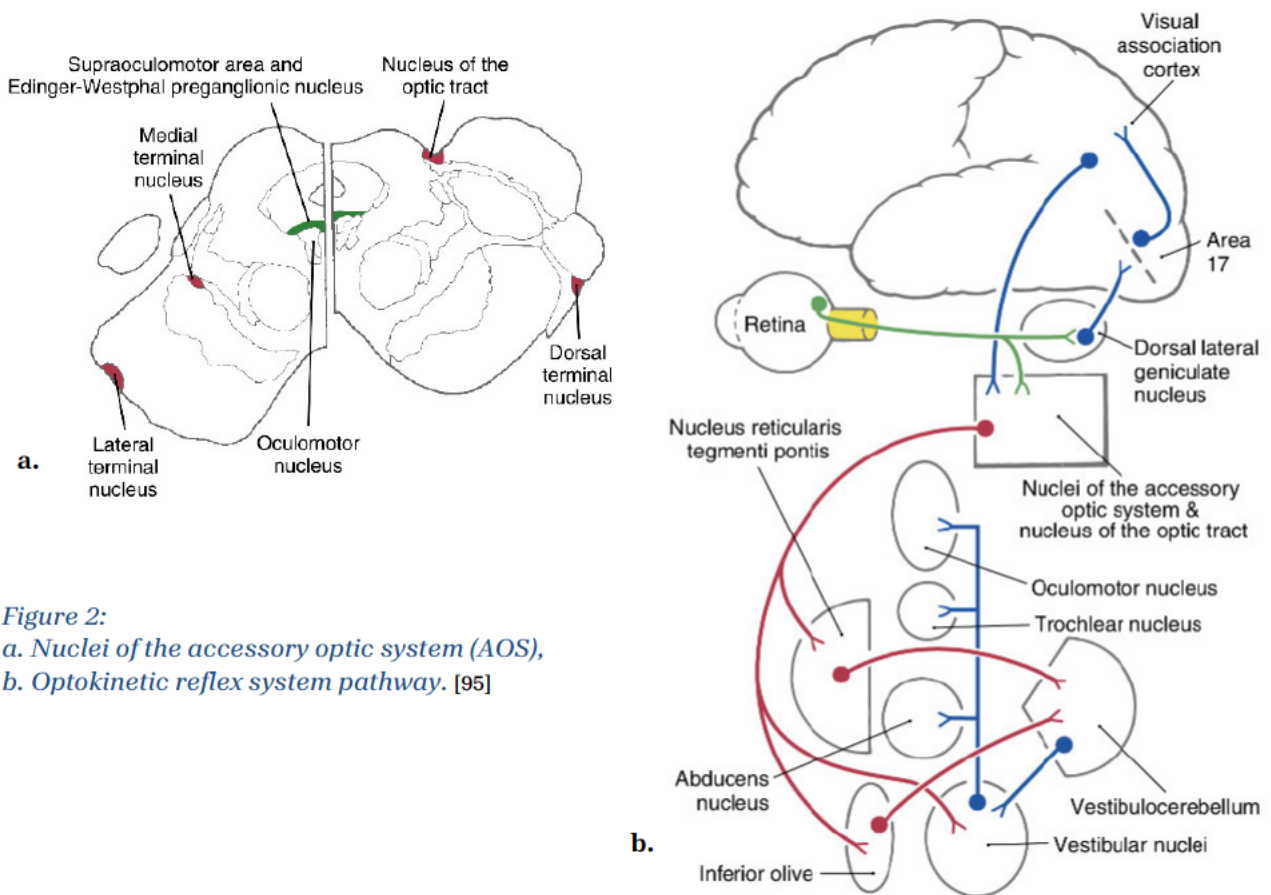 Supraoculomotor area and
Edinger-Westphal preganglionic nucleus
Nucleus of the
optic tract
Medial
terminal
nucleus
Dorsal
terminal
nucleus
Lateral
terminal
nucleus
Oculomotor
nucleus
a.
Figure 2:
a. Nuclei of the accessory optic system (AOS),
b. Optokinetic reflex system pathway. [95]
Visual
association
cortex
Area
17
Retina
Dorsal lateral
geniculate
nucleus
Nucleus reticularis
tegmenti pontis
Nuclei of the accessory
optic system &
nucleus of the optic tract
Oculomotor nucleus
Trochlear nucleus
Abducens
nucleus
Vestibulocerebellum
Vestibular nuclei
Inferior olive
b.